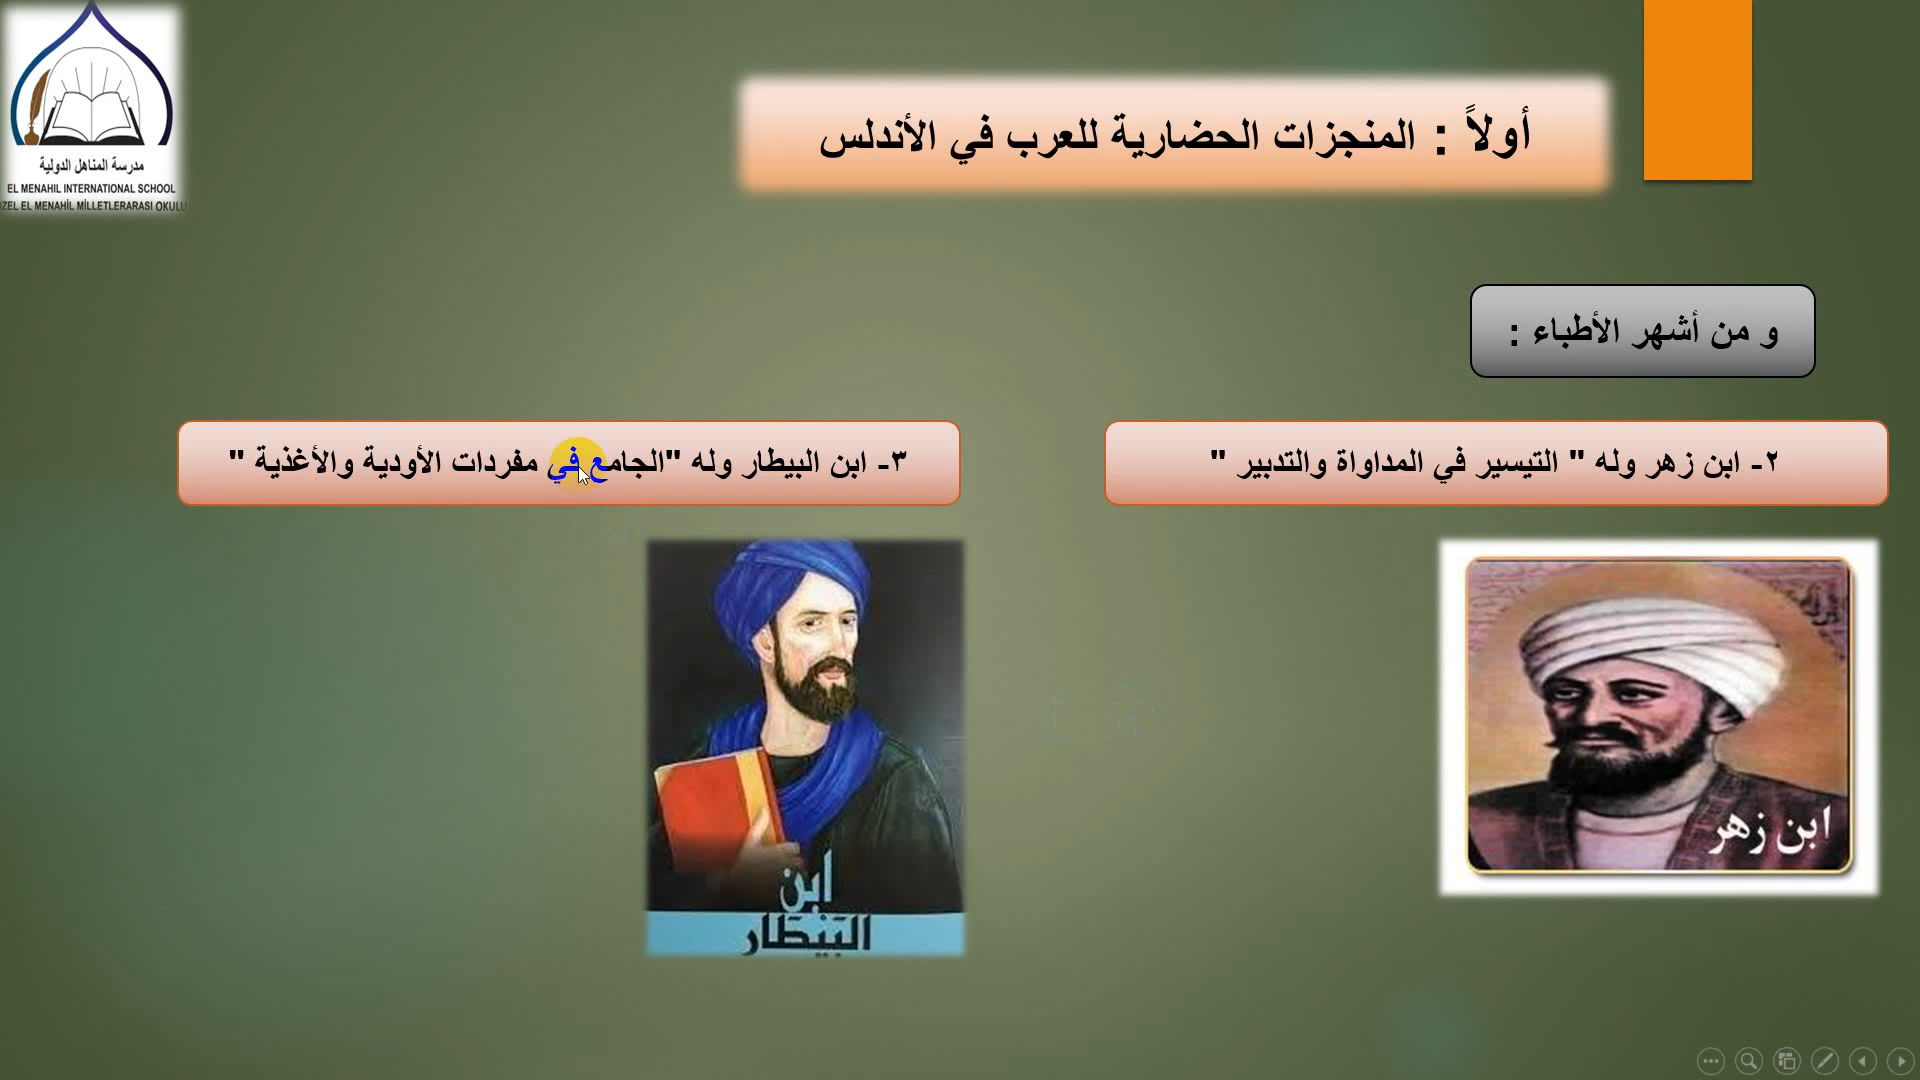 مدرسة المناهل الدولية
EL MENAHIL INTERNATIONAL SCHOOL
ZEL EL MENAHİL MİLLETLERARASI OKULU
أولاً : المنجزات الحضارية للعرب في الأندلس
و من أشهر الأطباء :
٢- ابن زهر وله " التيسير في المداواة والتدبير "
٣- ابن البيطار وله "الجامع في مفردات الأودية والأغذية "
ابن زهر
ابن
البيطار